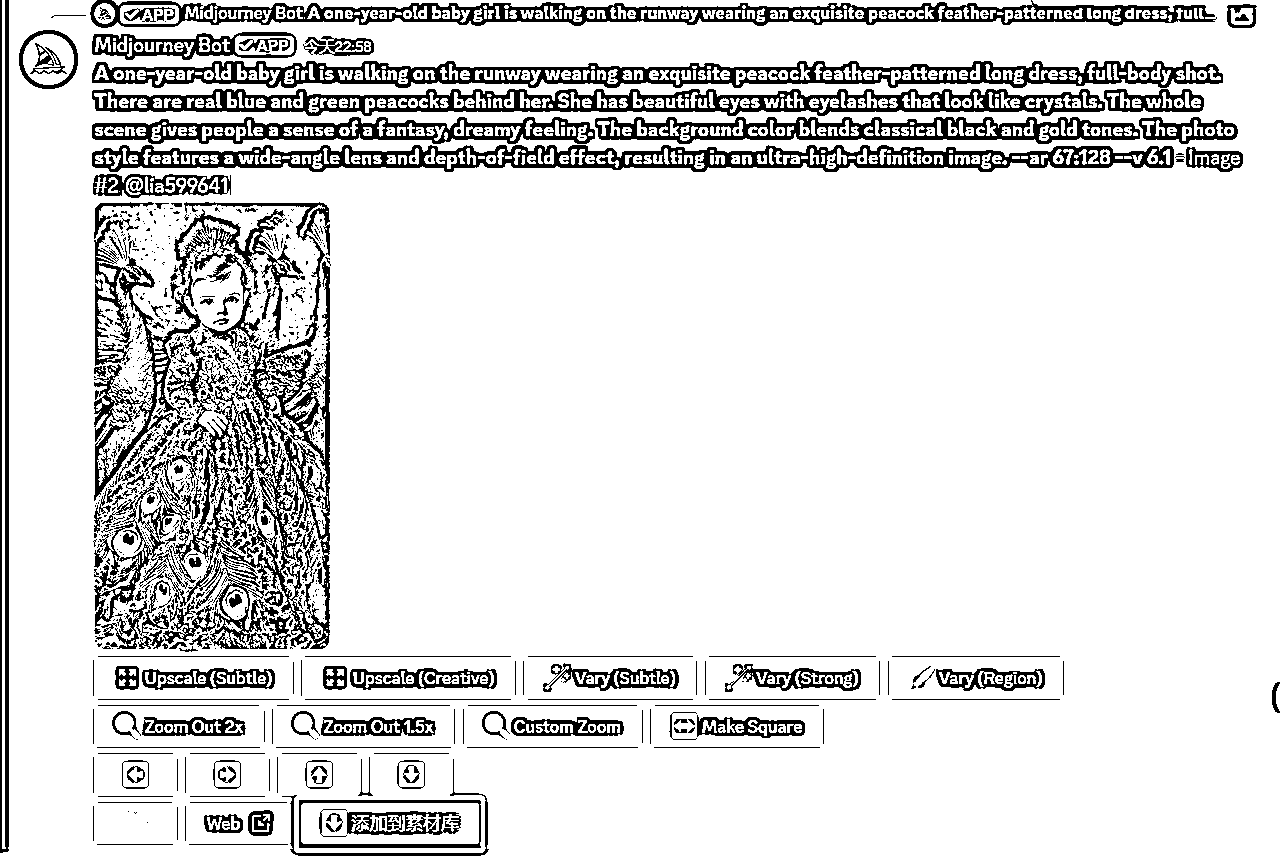 APP Midjourney Bot A one-year-old baby girl is walking on the runway wearing an exquisite peacock feather-patterned long dress, full...
Midjourney Bot APP 今天22:58
A one-year-old baby girl is walking on the runway wearing an exquisite peacock feather-patterned long dress, full-body shot.
There are real blue and green peacocks behind her. She has beautiful eyes with eyelashes that look like crystals. The whole
scene gives people a sense of a fantasy, dreamy feeling. The background color blends classical black and gold tones. The photo
style features a wide-angle lens and depth-of-field effect, resulting in an ultra-high-definition image. --ar 67:128 --v 6.1 - Image
#2 @lia599641
Upscale (Subtle) Upscale (Creative) Vary (Subtle) Vary (Strong) Vary (Region)
Zoom Out 2x Zoom Out 1.5x Custom Zoom Make Square
Web 添加到素材库